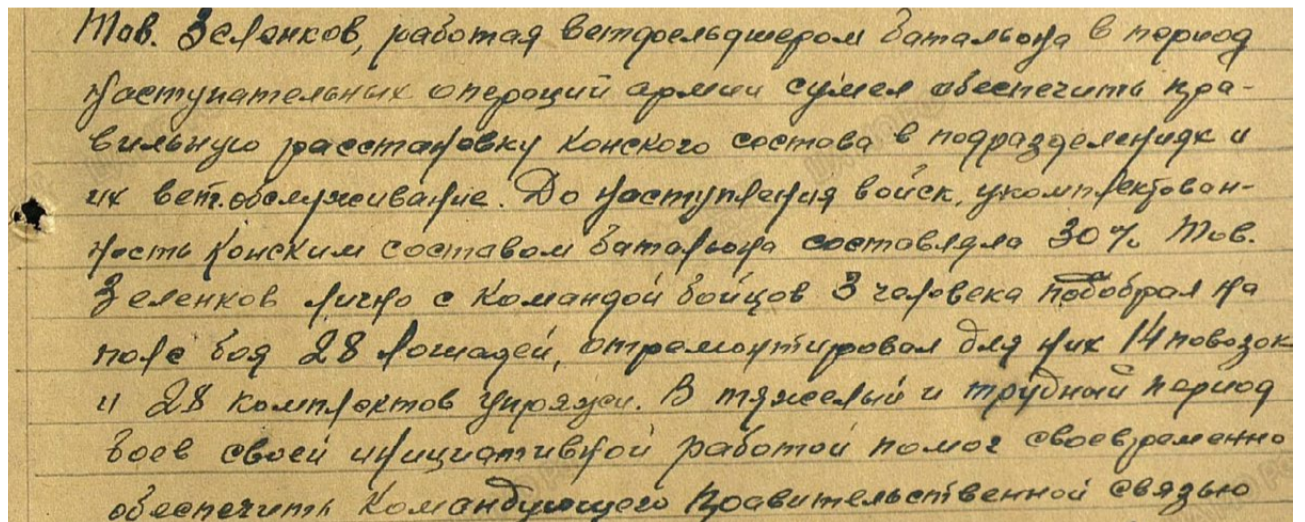 Тов. Зеленков, работая ветфельдшером батальона в период
наступательных операций армии сумел обеспечить пра-
вильную расстановку конского состава в подразделениях и
их вет.обслуживание. До наступления войск, укомплектован-
ность конским составом батальона составляла 30% Тов.
Зеленков лично с командой бойцов 3 человека подобрал на
поле боя 28 лошадей, отремонтировал для них 14 повозок
и 28 комплектов упряжи. В тяжелый и трудный период
боев своей инициативной работой помог своевременно
обеспечить Командующего правительственной связью